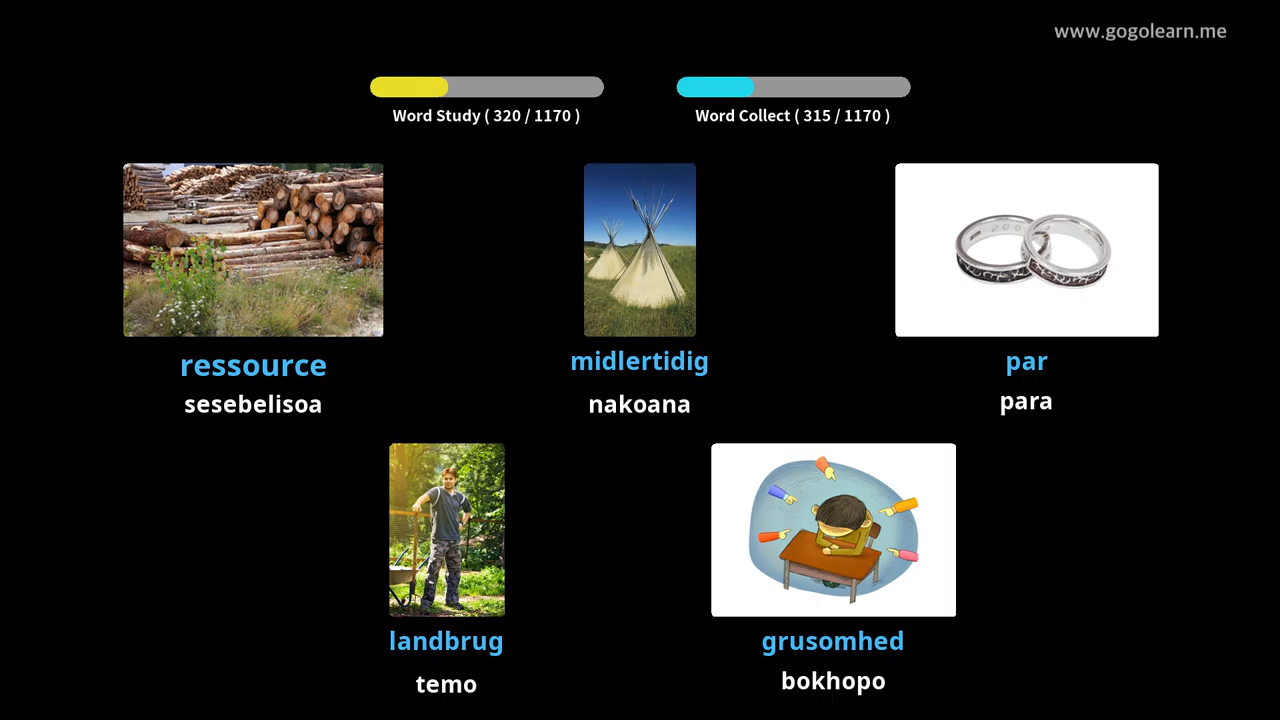 www.gogolearn.me
Word Study ( 320 / 1170 )
Word Collect ( 315 / 1170 )
ressource
sesebelisoa
midlertidig
nakoana
par
para
landbrug
temo
grusomhed
bokhopo